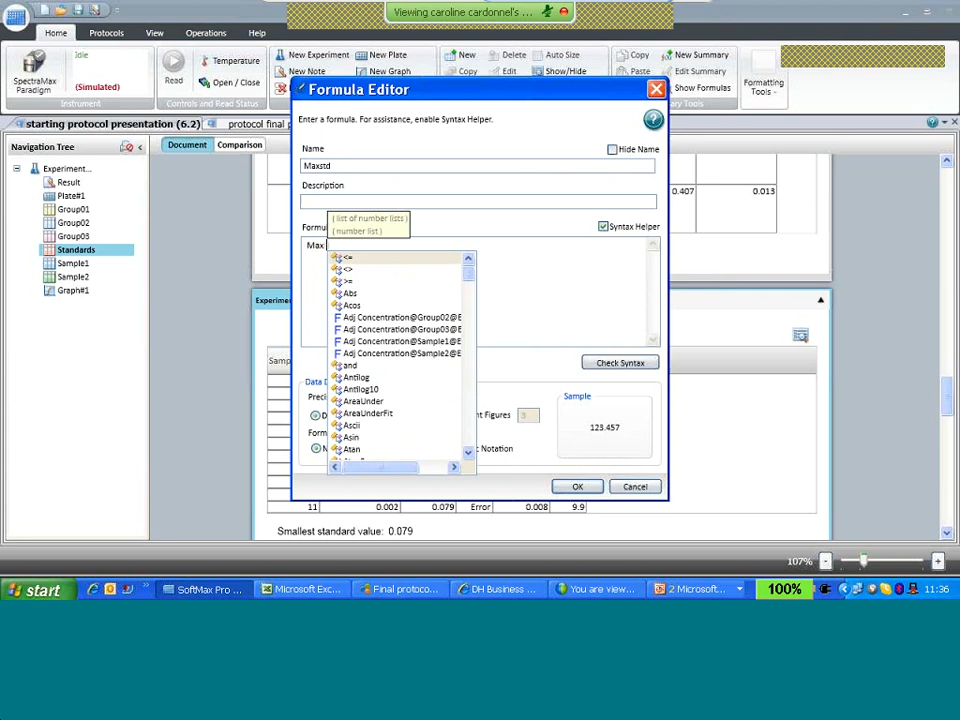 Viewing caroline cardonnel's ...
Home Protocols View Operations Help
Idle
(Simulated)
SpectraMax
Paradigm
Instrument
Read
Temperature
Open / Close
Controls and Read Status
New Experiment New Plate
New Note New Graph
New Delete Auto Size
Copy Edit Show/Hide
Copy New Summary
Paste Edit Summary
Show Formulas
Formatting
Tools -
starting protocol presentation (6.2)
Navigation Tree
Document Comparison
Experiment...
Result
Plate#1
Group01
Group02
Group03
Standards
Sample1
Sample2
Graph#1
0.407 0.013
Formula Editor
Enter a formula. For assistance, enable Syntax Helper.
Name
Hide Name
Maxstd
Description
( list of number lists )
( number list )
Syntax Helper
Max
<=
<>
>=
Abs
Acos
Adj Concentration@Group02@E
Adj Concentration@Group03@E
Adj Concentration@Sample1@E
Adj Concentration@Sample2@E
and
Antilog
Antilog10
AreaUnder
AreaUnderFit
Ascii
Asin
Atan
Check Syntax
Sample
3
123.457
OK Cancel
11 0.002 0.079 Error 0.008 9.9
Smallest standard value: 0.079
107%
start
SoftMax Pro ...
Microsoft Exc...
Final protoco...
DH Business ...
You are view...
2 Microsoft...
100%
11:36